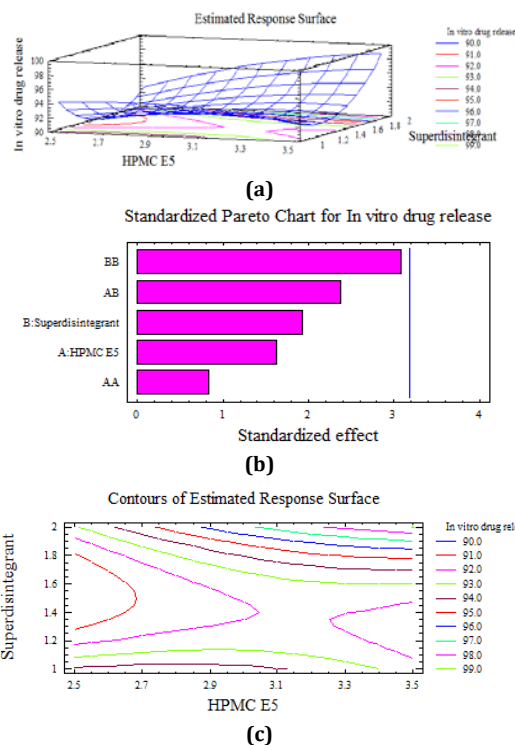 Estimated Response Surface
In vitro drug release
90.0
91.0
92.0
93.0
94.0
95.0
96.0
97.0
98.0
99.0
In vitro drug release
100
98
96
94
92
90
2.5
2.7
2.9
3.1
3.3
3.5
HPMC E5
1
1.2
1.4
1.6
1.8
2
Superdisintegrant
(a)
Standardized Pareto Chart for In vitro drug release
BB
AB
B:Superdisintegrant
A:HPMC E5
AA
0
1
2
3
4
Standardized effect
(b)
Contours of Estimated Response Surface
In vitro drug rel
90.0
91.0
92.0
93.0
94.0
95.0
96.0
97.0
98.0
99.0
Superdisintegrant
2
1.8
1.6
1.4
1.2
1
2.5
2.7
2.9
3.1
3.3
3.5
HPMC E5
(c)